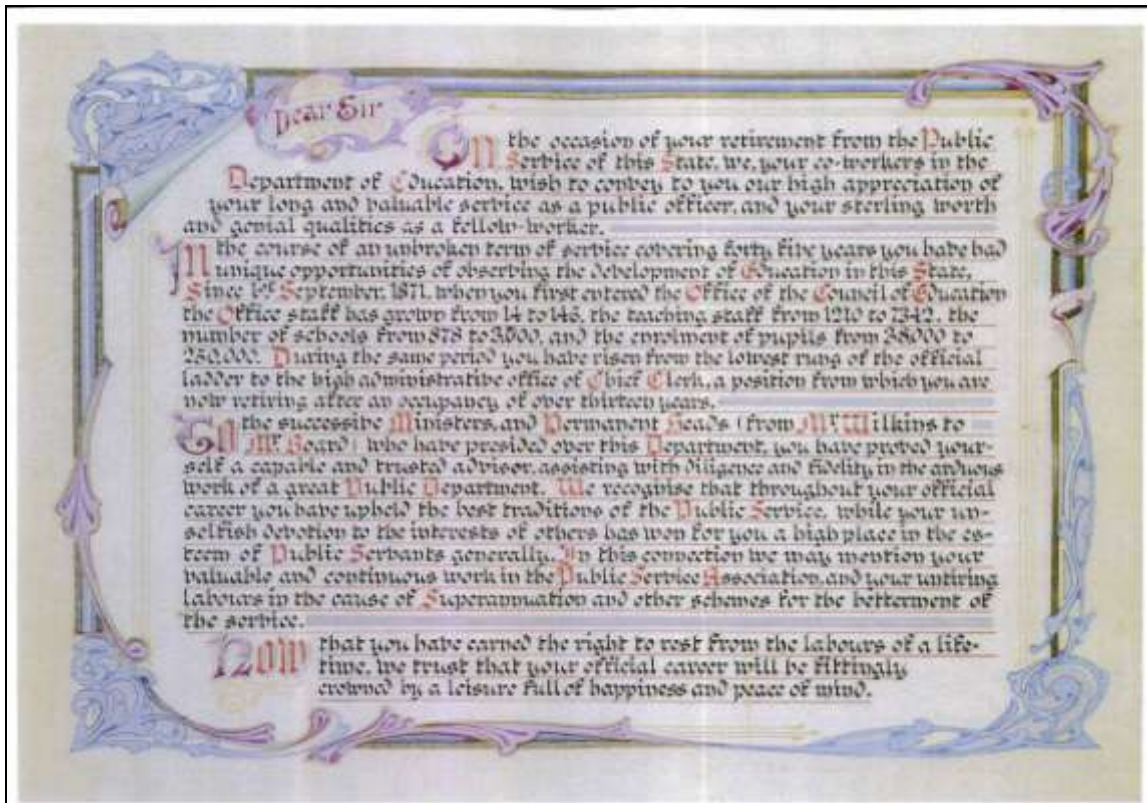 Dear Sir
On the occasion of your retirement from the Public
Service of this State, we, your co-workers in the
Department of Education, wish to convey to you our high appreciation of
your long and valuable service as a public officer, and your sterling worth
and genial qualities as a fellow-worker.
In the course of an unbroken term of service covering forty five years you have had
unique opportunities of observing the development of Education in this State,
Since 1st September, 1871, when you first entered the Office of the Council of Education
the Office staff has grown from 14 to 146, the teaching staff from 1210 to 7342, the
number of schools from 878 to 3500, and the enrolment of pupils from 38000 to
250,000. During the same period you have risen from the lowest rung of the official
ladder to the high administrative office of Chief Clerk, a position from which you are
now retiring after an occupancy of over thirteen years.
To the successive Ministers, and Permanent Heads (from Mr. Wilkins to
Mr. Board) who have presided over this Department, you have proved your-
self a capable and trusted advisor, assisting with diligence and fidelity in the arduous
work of a great Public Department. We recognise that throughout your official
career you have upheld the best traditions of the Public Service, while your un-
selfish devotion to the interests of others has won for you a high place in the es-
teem of Public Servants generally. In this connection we may mention your
valuable and continuous work in the Public Service Association, and your untiring
labours in the cause of Superannuation and other schemes for the betterment of
the service.
Now that you have earned the right to rest from the labours of a life-
time, we trust that your official career will be fittingly
crowned by a leisure full of happiness and peace of mind.